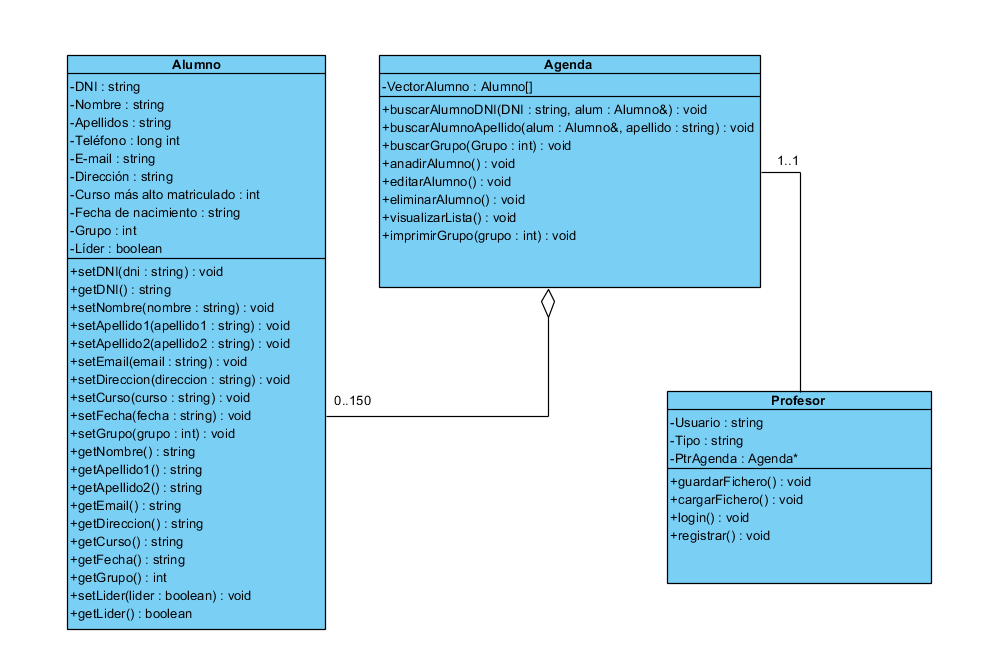 Alumno
-DNI : string
-Nombre : string
-Apellidos : string
-Teléfono : long int
-E-mail : string
-Dirección : string
-Curso más alto matriculado : int
-Fecha de nacimiento : string
-Grupo : int
-Líder : boolean
+setDNI(dni : string) : void
+getDNI() : string
+setNombre(nombre : string) : void
+setApellido1(apellido1 : string) : void
+setApellido2(apellido2 : string) : void
+setEmail(email : string) : void
+setDireccion(direccion : string) : void
+setCurso(curso : string) : void
+setFecha(fecha : string) : void
+setGrupo(grupo : int) : void
+getNombre() : string
+getApellido1() : string
+getApellido2() : string
+getEmail() : string
+getDireccion() : string
+getCurso() : string
+getFecha() : string
+getGrupo() : int
+setLider(lider : boolean) : void
+getLider() : boolean
Agenda
-VectorAlumno : Alumno[]
+buscarAlumnoDNI(DNI : string, alum : Alumno&) : void
+buscarAlumnoApellido(alum : Alumno&, apellido : string) : void
+buscarGrupo(Grupo : int) : void
+anadirAlumno() : void
+editarAlumno() : void
+eliminarAlumno() : void
+visualizarLista() : void
+imprimirGrupo(grupo : int) : void
1..1
0..150
Profesor
-Usuario : string
-Tipo : string
-PtrAgenda : Agenda*
+guardarFichero() : void
+cargarFichero() : void
+login() : void
+registrar() : void